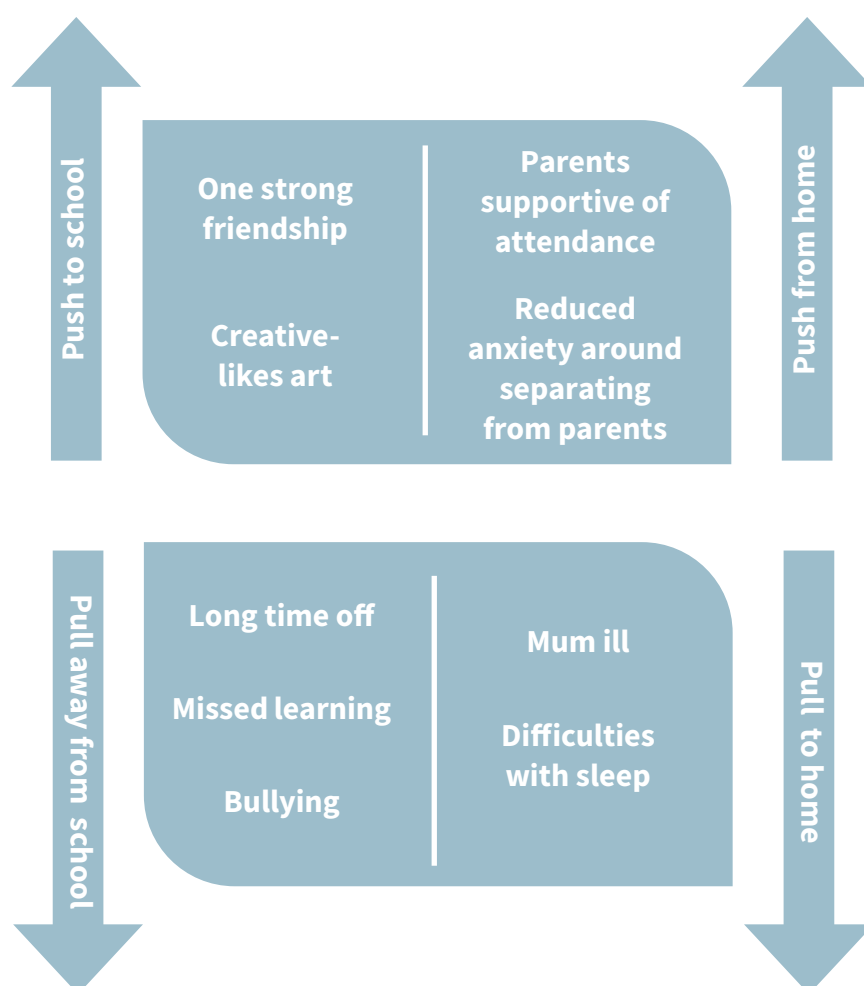 Push to school
One strong
friendship
Creative-
likes art
Parents
supportive of
attendance
Reduced
anxiety around
separating
from parents
Push from home
Pull away from school
Long time off
Missed learning
Bullying
Mum ill
Difficulties
with sleep
Pull to home